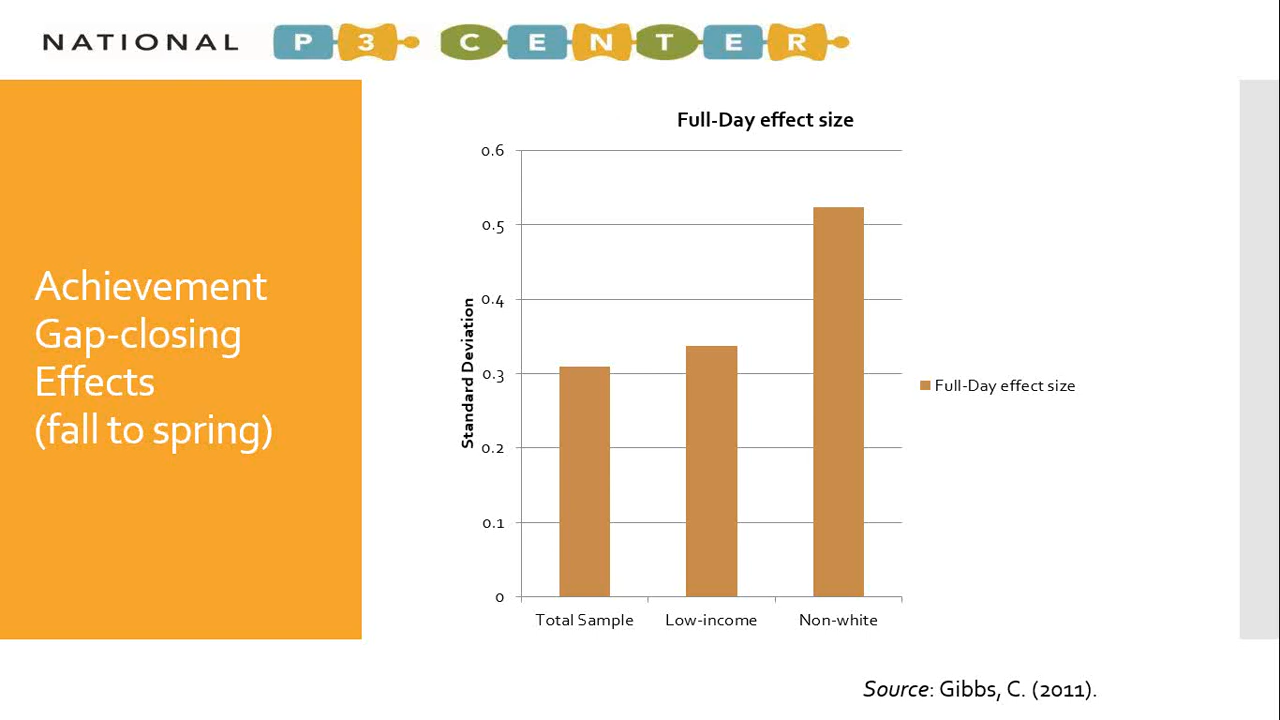 NATIONAL P3 CENTER
Achievement
Gap-closing
Effects
(fall to spring)
Full-Day effect size
Standard Deviation
0.6
0.5
0.4
0.3
0.2
0.1
0
Total Sample Low-income Non-white
Full-Day effect size
Source: Gibbs, C. (2011).